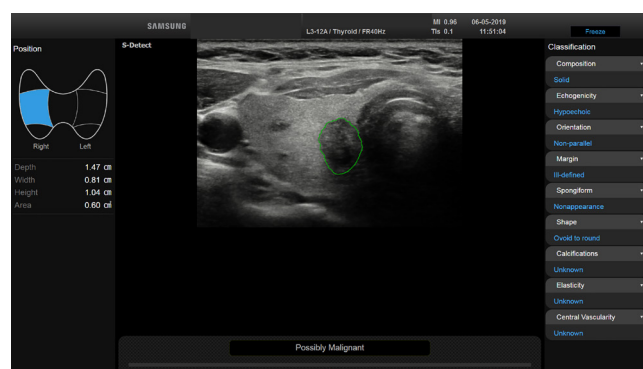 SAMSUNG
L3-12A / Thyroid / FR40Hz
MI 0.96 06-05-2019
TIs 0.1 11:51:04
Freeze
Position
S-Detect
Right Left
Depth 1.47 cm
Width 0.81 cm
Height 1.04 cm
Area 0.60 cm²
Classification
Composition
Solid
Echogenicity
Hypoechoic
Orientation
Non-parallel
Margin
Ill-defined
Spongiform
Nonappearance
Shape
Ovoid to round
Calcifications
Unknown
Elasticity
Unknown
Central Vascularity
Unknown
Possibly Malignant